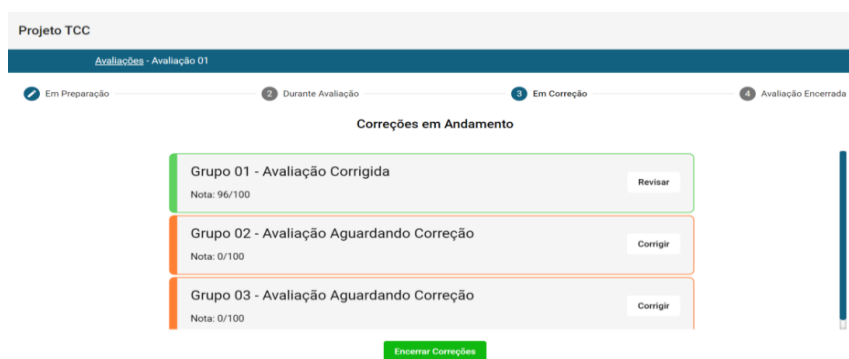 Projeto TCC
Avaliações - Avaliação 01
Em Preparação
2 Durante Avaliação
3 Em Correção
4 Avaliação Encerrada
Correções em Andamento
Grupo 01 - Avaliação Corrigida
Nota: 96/100
Revisar
Grupo 02 - Avaliação Aguardando Correção
Nota: 0/100
Corrigir
Grupo 03 - Avaliação Aguardando Correção
Nota: 0/100
Corrigir
Encerrar Correções